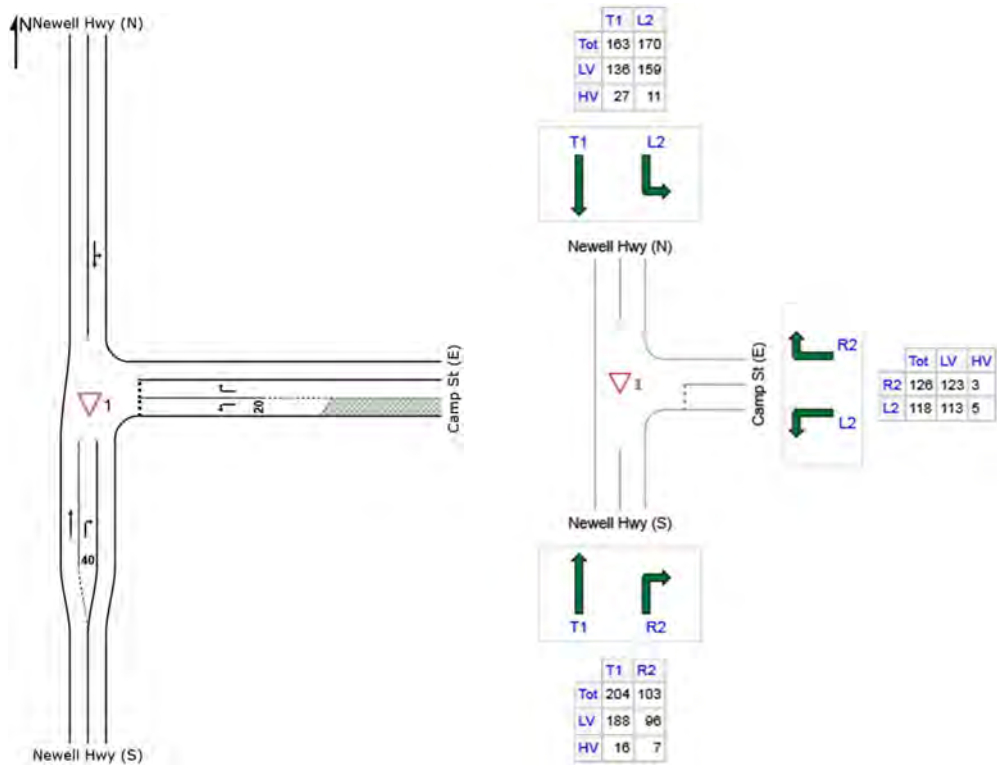 N
Newell Hwy (N)
1
Camp St (E)
20
40
Newell Hwy (S)
T1 L2
Tot 163 170
LV 136 159
HV 27 11
T1 L2
Newell Hwy (N)
1
Camp St (E)
R2
L2
Tot LV HV
R2 126 123 3
L2 118 113 5
Newell Hwy (S)
T1 R2
T1 R2
Tot 204 103
LV 188 96
HV 16 7